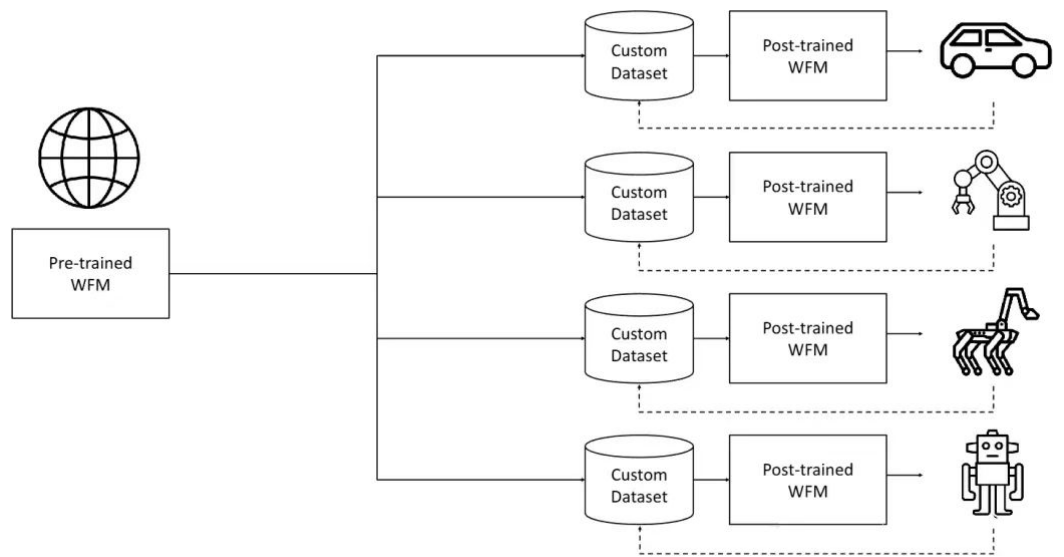 Custom
Dataset
Post-trained
WFM
Custom
Dataset
Post-trained
WFM
Pre-trained
WFM
Custom
Dataset
Post-trained
WFM
Custom
Dataset
Post-trained
WFM